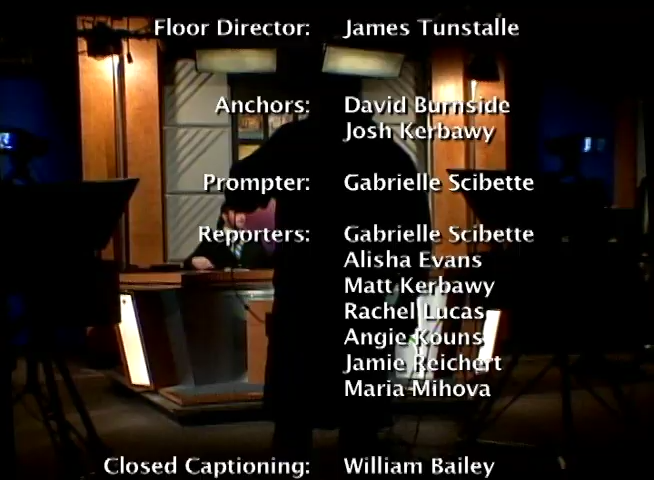 Floor Director: James Tunstalle
Anchors: David Burnside
Josh Kerbawy
Prompter: Gabrielle Scibette
Reporters: Gabrielle Scibette
Alisha Evans
Matt Kerbawy
Rachel Lucas
Angie Kouns
Jamie Reichert
Maria Mihova
Closed Captioning: William Bailey